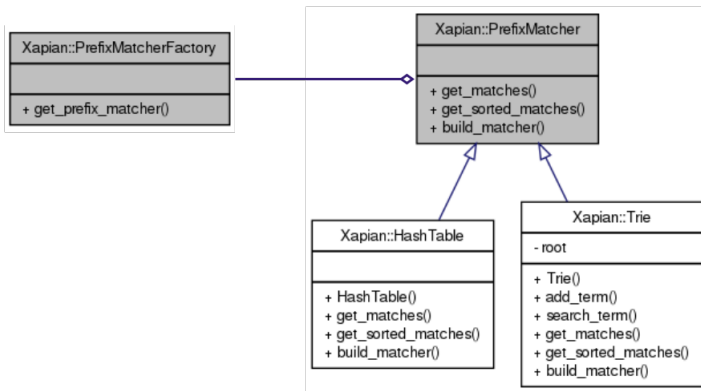 Xapian::PrefixMatcherFactory
+ get_prefix_matcher()
Xapian::PrefixMatcher
+ get_matches()
+ get_sorted_matches()
+ build_matcher()
Xapian::HashTable
+ HashTable()
+ get_matches()
+ get_sorted_matches()
+ build_matcher()
Xapian::Trie
- root
+ Trie()
+ add_term()
+ search_term()
+ get_matches()
+ get_sorted_matches()
+ build_matcher()